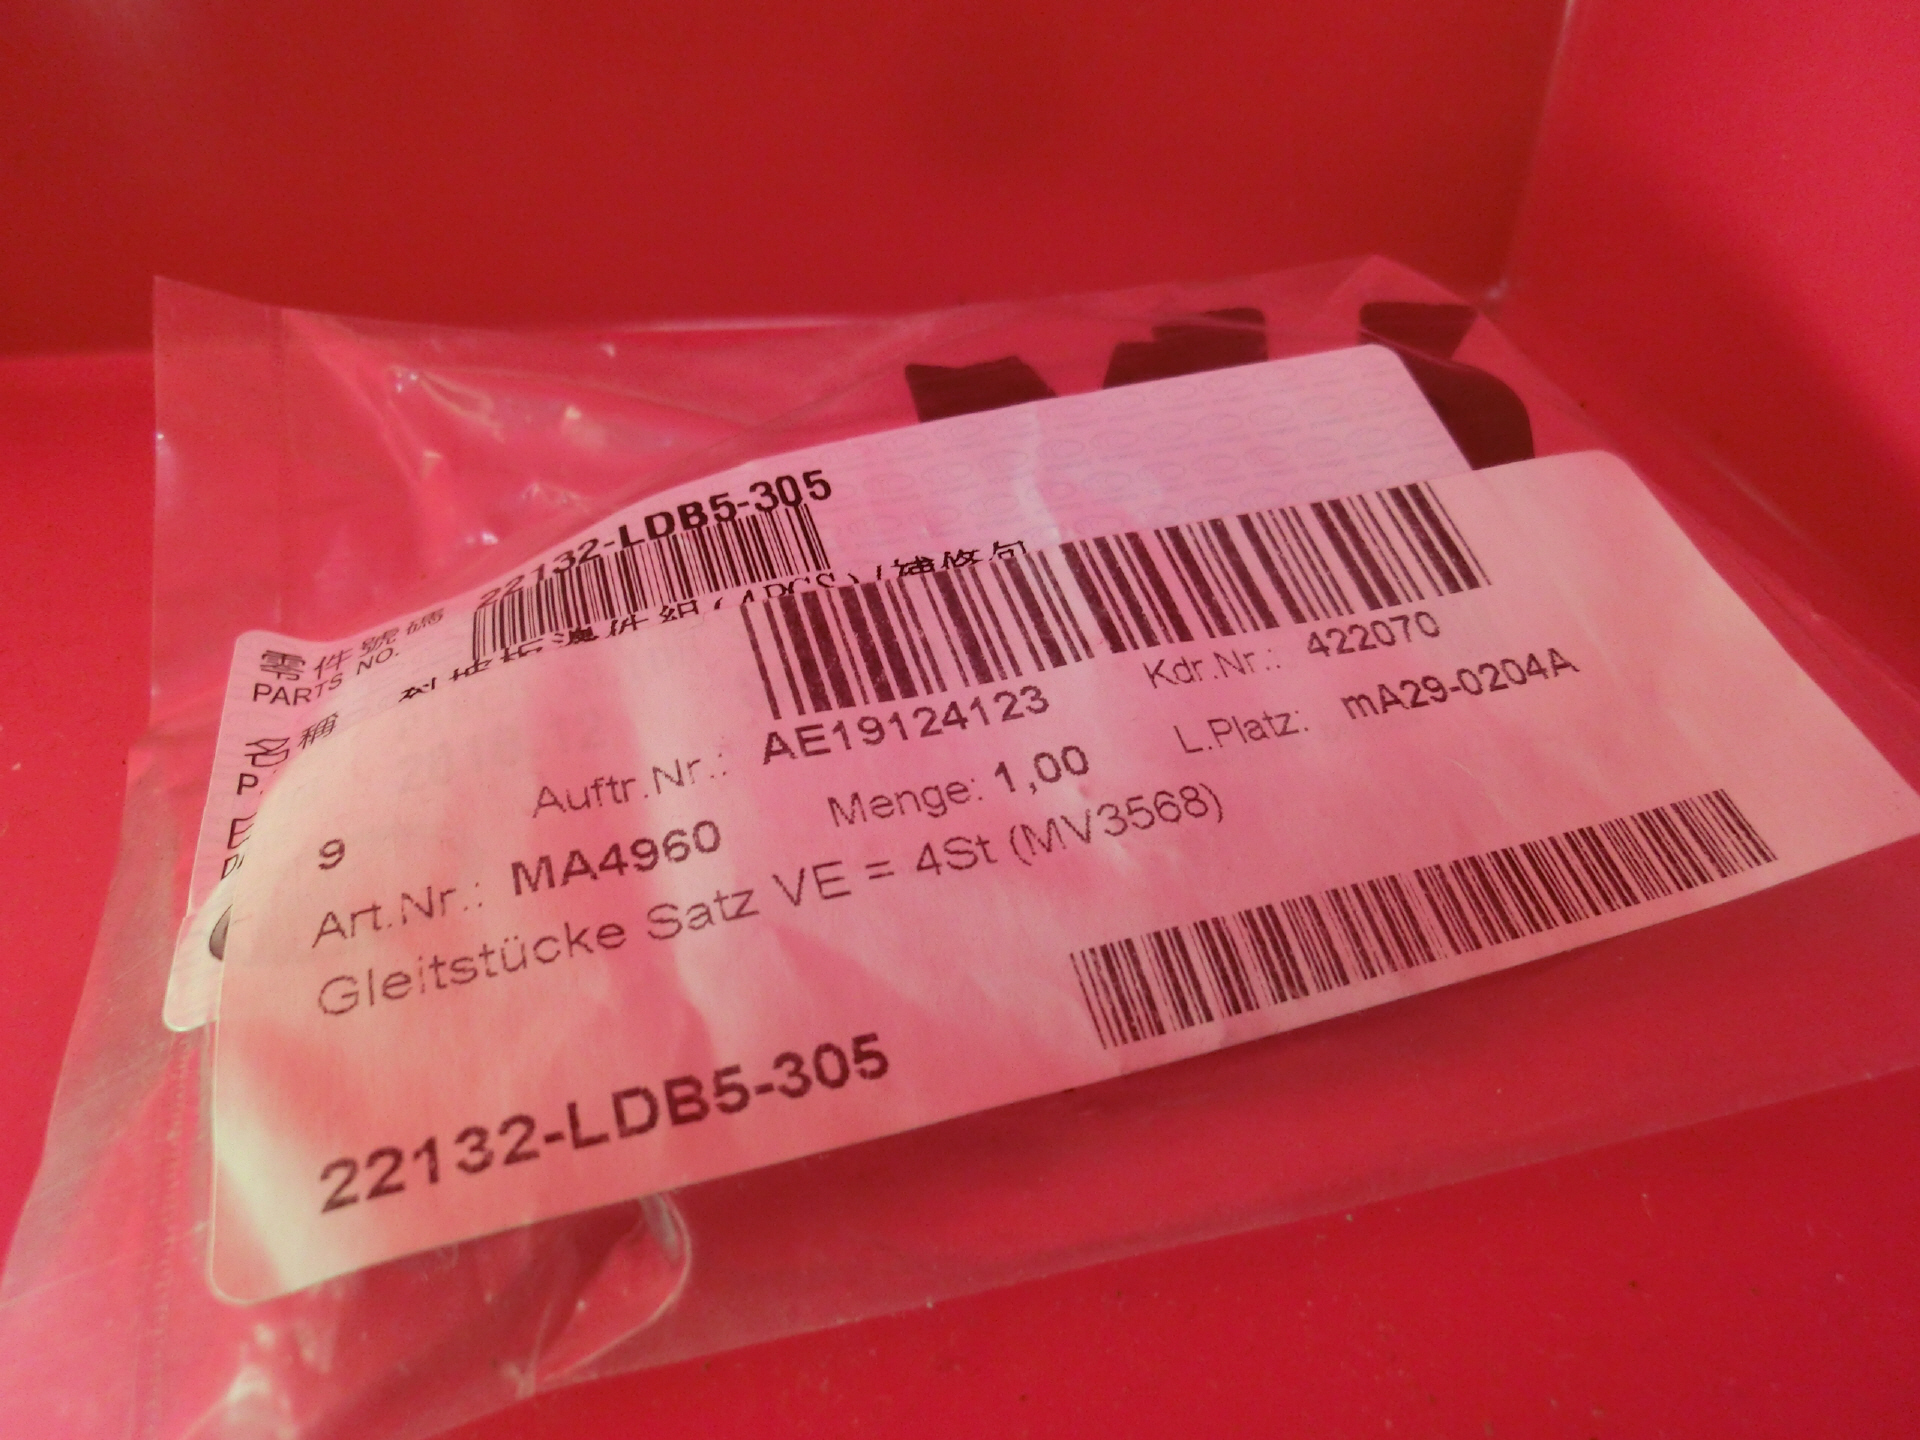 零件號碼
PARTS NO.
22132-LDB5-305
名稱
Auftr.Nr.: AE19124123 Kdr.Nr.: 422070
9 Menge: 1,00 L.Platz: mA29-0204A
Art.Nr.: MA4960
Gleitstücke Satz VE = 4St (MV3568)
22132-LDB5-305